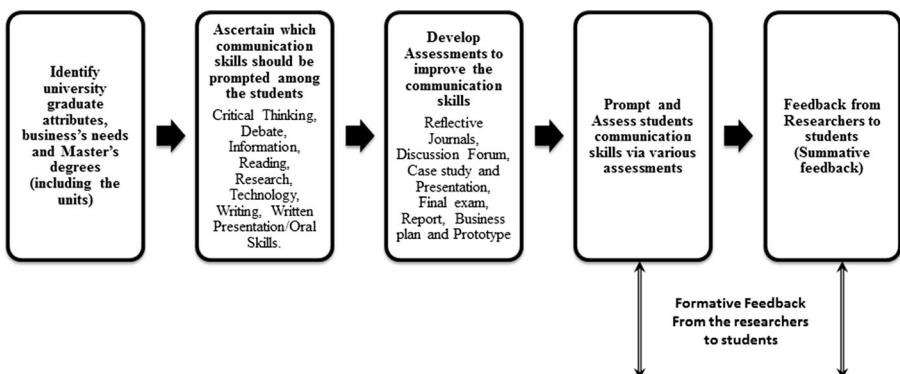 Identify
university
graduate
attributes,
business's needs
and Master's
degrees
(including the
units)
Ascertain which
communication
skills should be
prompted among
the students
Critical Thinking,
Debate,
Information,
Reading,
Research,
Technology,
Writing, Written
Presentation/Oral
Skills.
Develop
Assessments to
improve the
communication
skills
Reflective
Journals,
Discussion Forum,
Case study and
Presentation,
Final exam,
Report, Business
plan and Prototype
Prompt and
Assess students
communication
skills via various
assessments
Feedback from
Researchers to
students
(Summative
feedback)
Formative Feedback
From the researchers
to students